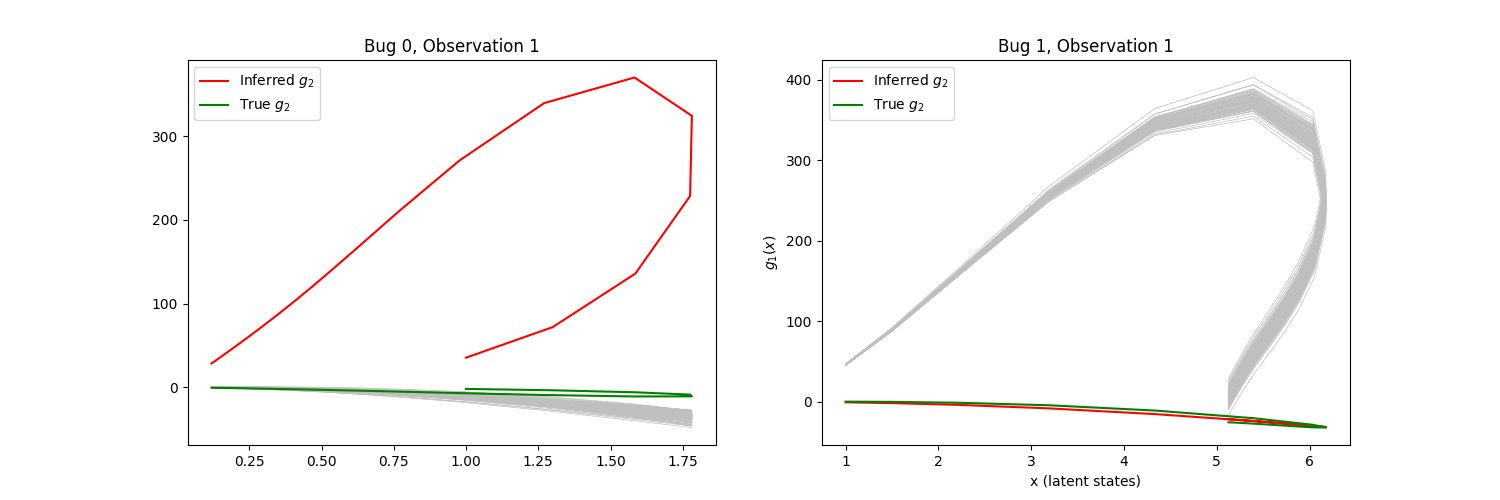 Bug 0, Observation 1
Inferred g₂
True g₂
300
200
100
0
0.25 0.50 0.75 1.00 1.25 1.50 1.75
Bug 1, Observation 1
Inferred g₂
True g₂
g₁(x)
400
300
200
100
0
1 2 3 4 5 6
x (latent states)